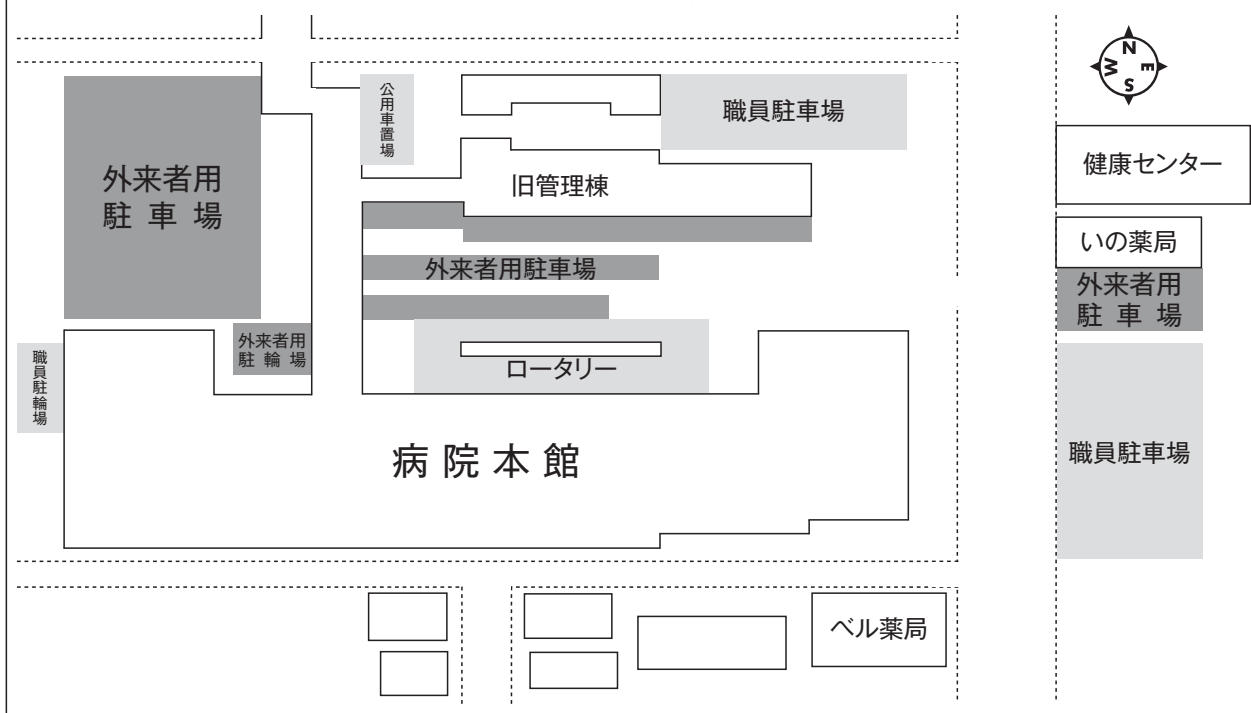 N
W
E
S
公用車置場
職員駐車場
外来者用
駐車場
旧管理棟
健康センター
いの薬局
外来者用駐車場
外来者用
駐車場
外来者用
駐輪場
職員駐輪場
ロータリー
病院本館
職員駐車場
ベル薬局